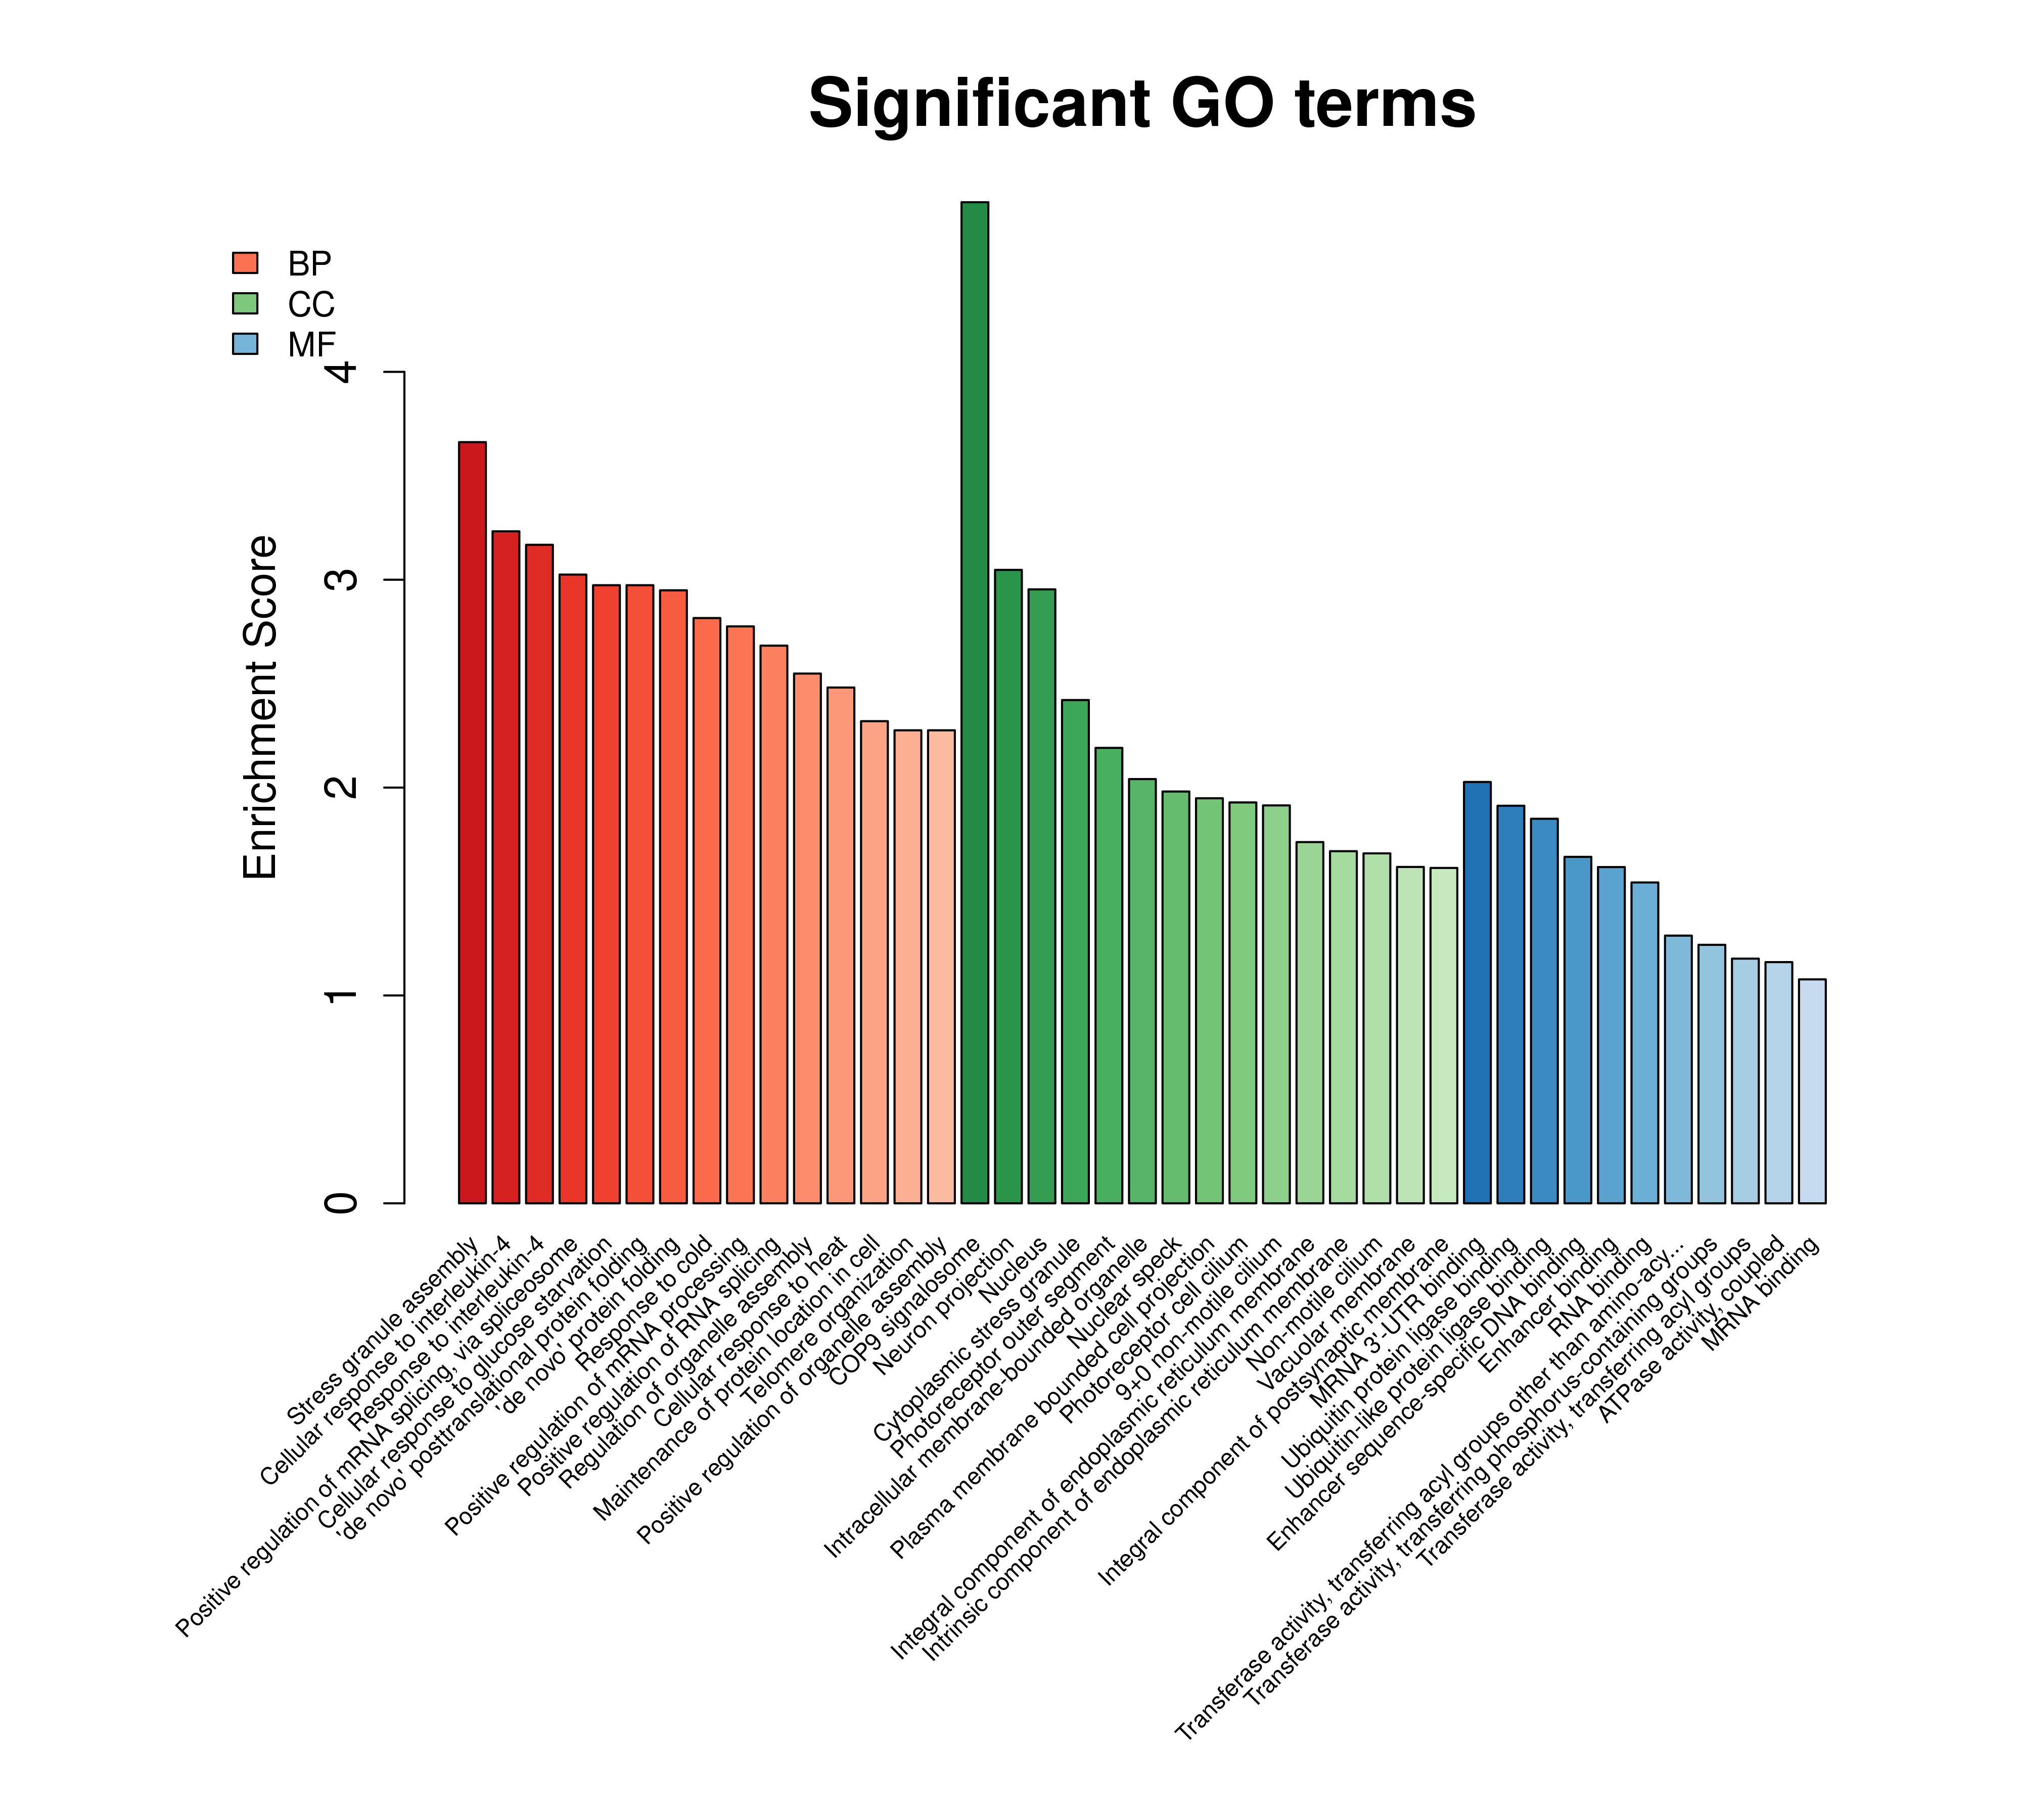 Significant GO terms
BP
CC
MF
Enrichment Score
4
3
2
1
0
Stress granule assembly
Cellular response to interleukin-4
Response to interleukin-4
Positive regulation of mRNA splicing, via spliceosome
Cellular response to glucose starvation
'de novo' posttranslational protein folding
'de novo' protein folding
Response to cold
Positive regulation of mRNA processing
Positive regulation of RNA splicing
Regulation of organelle assembly
Cellular response to heat
Maintenance of protein location in cell
Telomere organization
Positive regulation of organelle assembly
COP9 signalosome
Neuron projection
Nucleus
Cytoplasmic stress granule
Photoreceptor outer segment
Intracellular membrane-bounded organelle
Nuclear speck
Plasma membrane bounded cell projection
Photoreceptor cell cilium
9+0 non-motile cilium
Integral component of endoplasmic reticulum membrane
Intrinsic component of endoplasmic reticulum membrane
Non-motile cilium
Vacuolar membrane
Integral component of postsynaptic membrane
MRNA 3'-UTR binding
Ubiquitin protein ligase binding
Ubiquitin-like protein ligase binding
Enhancer sequence-specific DNA binding
Enhancer binding
RNA binding
Transferase activity, transferring acyl groups other than amino-acy...
Transferase activity, transferring phosphorus-containing groups
Transferase activity, transferring acyl groups
ATPase activity, coupled
MRNA binding